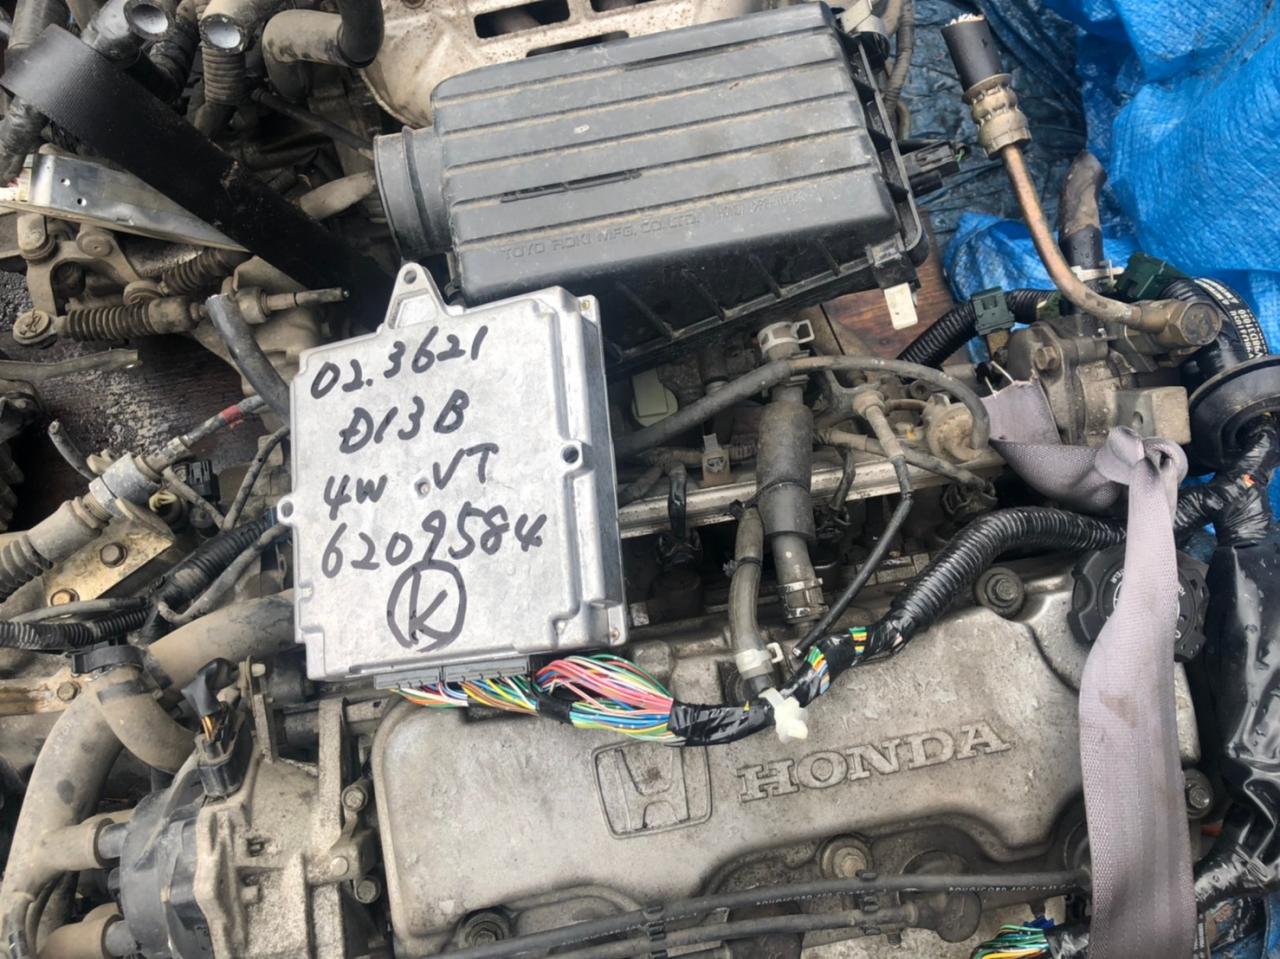 TOYO ROKI MFG. CO. LTD.
02.3621
D13B
4W .VT
6209584
K
HONDA